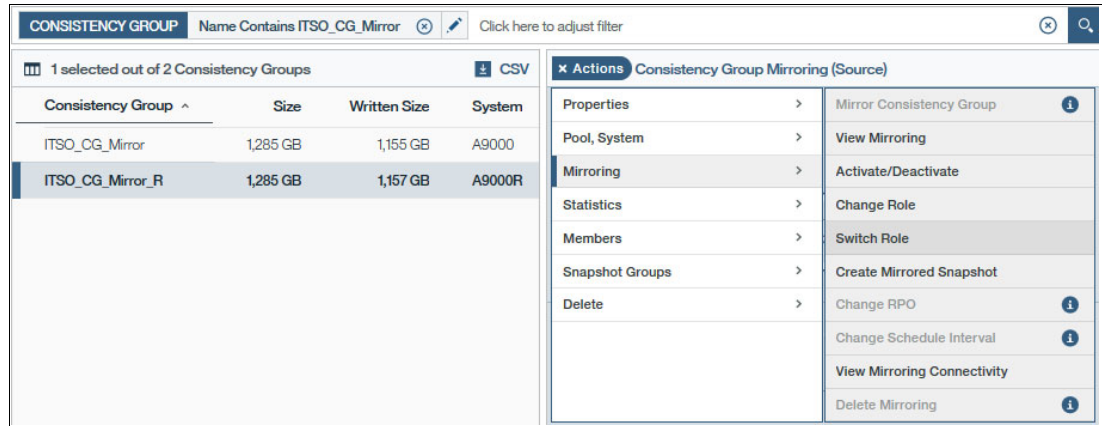 CONSISTENCY GROUP Name Contains ITSO_CG_Mirror Click here to adjust filter
1 selected out of 2 Consistency Groups CSV
Consistency Group Size Written Size System
ITSO_CG_Mirror 1,285 GB 1,155 GB A9000
ITSO_CG_Mirror_R 1,285 GB 1,157 GB A9000R
Actions Consistency Group Mirroring (Source)
Properties
Pool, System
Mirroring
Statistics
Members
Snapshot Groups
Delete
Mirror Consistency Group
View Mirroring
Activate/Deactivate
Change Role
Switch Role
Create Mirrored Snapshot
Change RPO
Change Schedule Interval
View Mirroring Connectivity
Delete Mirroring